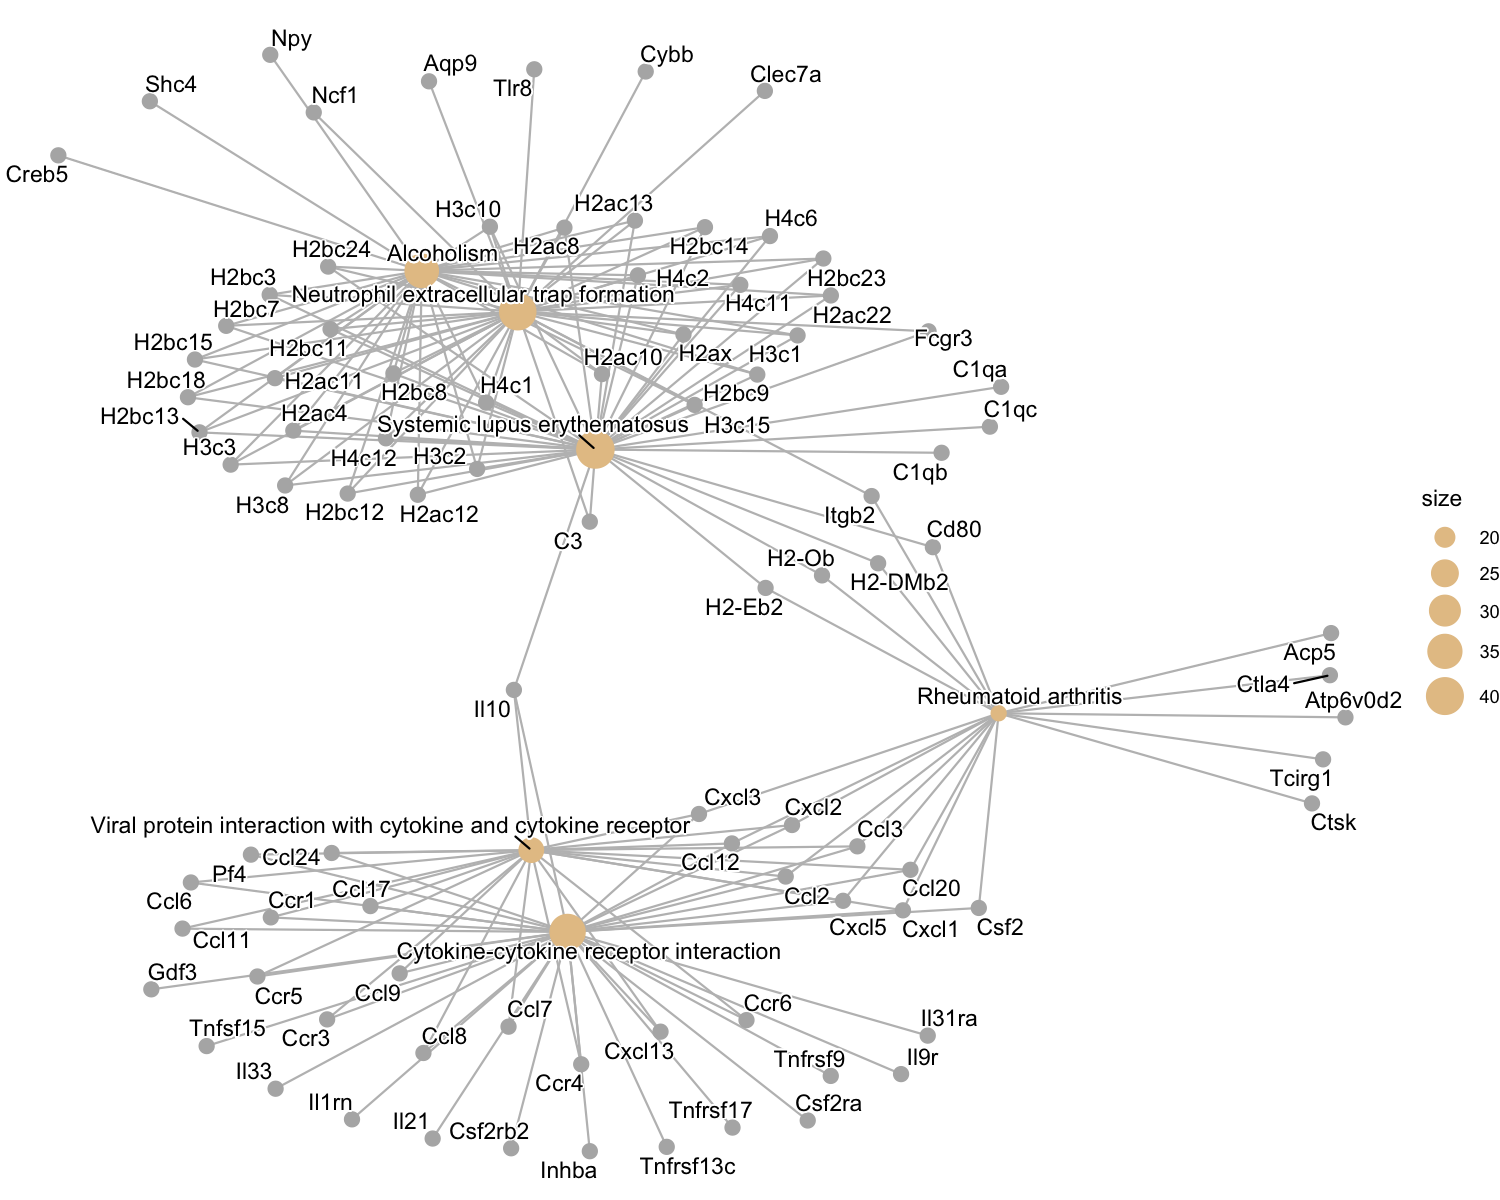 Npy
Cybb
Aqp9
Clec7a
Shc4
Tlr8
Ncf1
Creb5
H2ac13
H3c10
H4c6
H2bc24
Alcoholism
H2ac8
H2bc14
H2bc3
H4c2
H2bc23
Neutrophil extracellular trap formation
H4c11
H2bc7
H2ac22
H2bc15
H2bc11
Fcgr3
H2ac10
H2ax
H3c1
C1qa
H2bc18
H2ac11
H2bc8
H4c1
H2bc9
H2bc13
H2ac4
C1qc
Systemic lupus erythematosus
H3c15
H3c3
H4c12
H3c2
C1qb
H3c8
H2bc12
H2ac12
Itgb2
size
Cd80
20
C3
H2-Ob
25
H2-DMb2
H2-Eb2
30
Acp5
35
Ctla4
Rheumatoid arthritis
Atp6v0d2
40
Il10
Tcirg1
Cxcl3
Cxcl2
Ctsk
Viral protein interaction with cytokine and cytokine receptor
Ccl3
Ccl24
Ccl12
Pf4
Ccl17
Ccl20
Ccl6
Ccr1
Ccl2
Ccl11
Cxcl5
Cxcl1
Csf2
Cytokine-cytokine receptor interaction
Gdf3
Ccr5
Ccl9
Ccl7
Ccr6
Tnfsf15
Ccr3
Ccl8
Cxcl13
Il31ra
Il33
Ccr4
Tnfrsf9
Il9r
Il1rn
Il21
Csf2rb2
Tnfrsf17
Csf2ra
Inhba
Tnfrsf13c